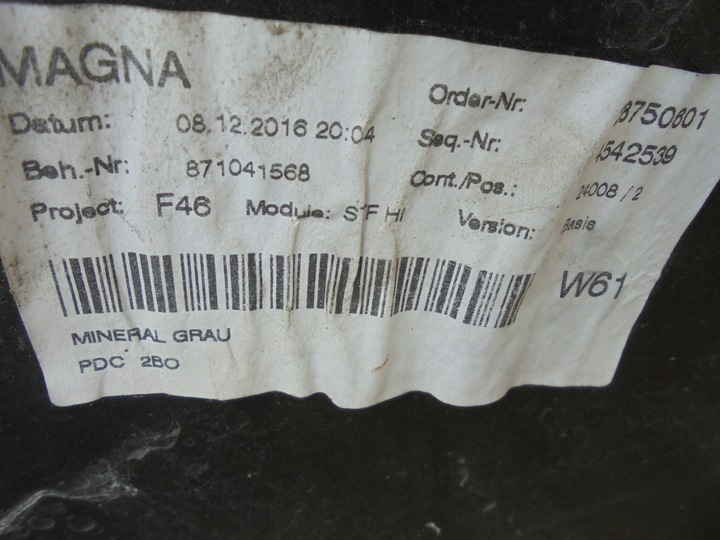 MAGNA
Datum: 08.12.2016 20:04 Order-Nr: 8750601
Beh.-Nr: 871041568 Seq.-Nr: 542539
Project: F46 Module: STF HI Cont./Pos.: 24008 / 2
Version: Basis
W61
MINERAL GRAU
PDC 2BO